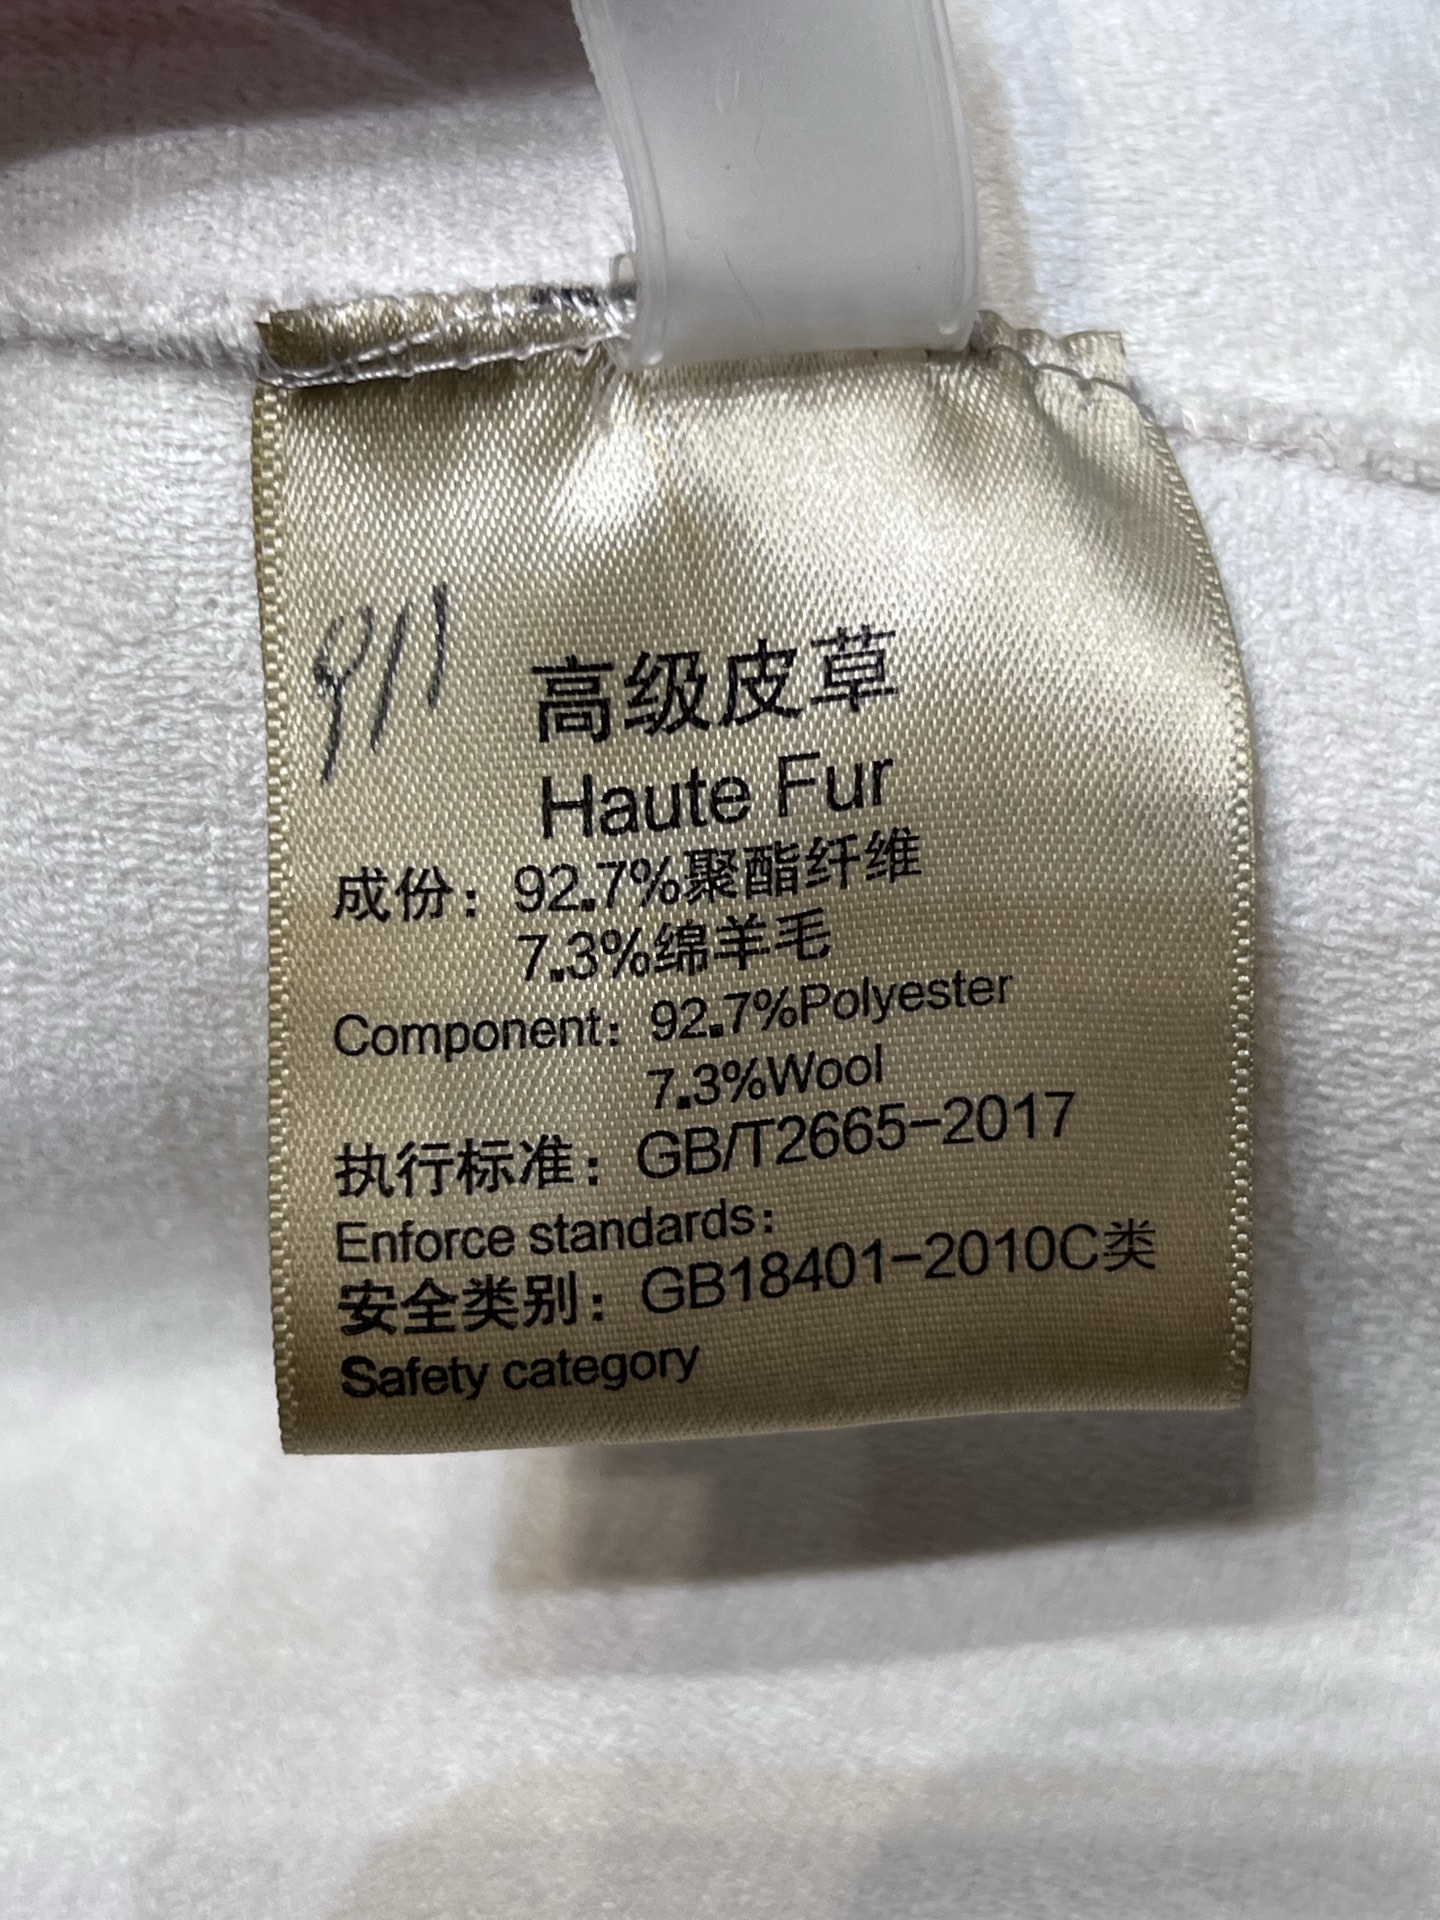 911
高级皮草
Haute Fur
成份：92.7%聚酯纤维
7.3%绵羊毛
Component：92.7%Polyester
7.3%Wool
执行标准：GB/T2665-2017
Enforce standards：
安全类别：GB18401-2010C类
Safety category